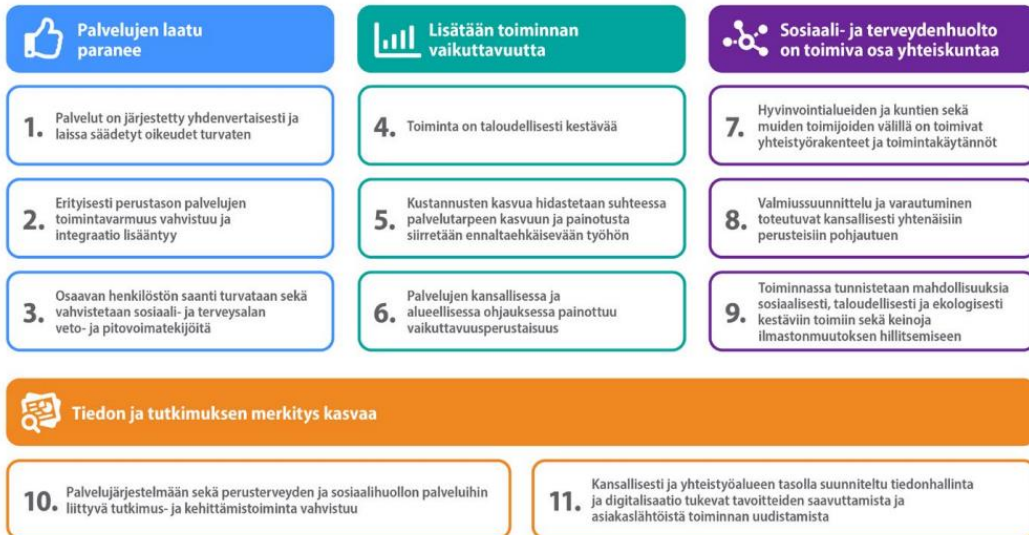 Palvelujen laatu
paranee
1. Palvelut on järjestetty yhdenvertaisesti ja
laissa säädetyt oikeudet turvaten
2. Erityisesti perustason palvelujen
toimintavarmuus vahvistuu ja
integraatio lisääntyy
3. Osaavan henkilöstön saanti turvataan sekä
vahvistetaan sosiaali- ja terveysalan
veto- ja pitovoimatekijöitä
Lisätään toiminnan
vaikuttavuutta
4. Toiminta on taloudellisesti kestävää
5. Kustannusten kasvua hidastetaan suhteessa
palvelutarpeen kasvuun ja painotusta
siirretään ennaltaehkäisevään työhön
6. Palvelujen kansallisessa ja
alueellisessa ohjauksessa painottuu
vaikuttavuusperustaisuus
Sosiaali- ja terveydenhuolto
on toimiva osa yhteiskuntaa
7. Hyvinvointialueiden ja kuntien sekä
muiden toimijoiden välillä on toimivat
yhteistyörakenteet ja toimintakäytännöt
8. Valmiussuunnittelu ja varautuminen
toteutuvat kansallisesti yhtenäisiin
perusteisiin pohjautuen
9. Toiminnassa tunnistetaan mahdollisuuksia
sosiaalisesti, taloudellisesti ja ekologisesti
kestäviin toimiin sekä keinoja
ilmastonmuutoksen hillitsemiseen
Tiedon ja tutkimuksen merkitys kasvaa
10. Palvelujärjestelmään sekä perusterveyden ja sosiaalihuollon palveluihin
liittyvä tutkimus- ja kehittämistoiminta vahvistuu
11. Kansallisesti ja yhteistyöalueen tasolla suunniteltu tiedonhallinta
ja digitalisaatio tukevat tavoitteiden saavuttamista ja
asiakaslähtöistä toiminnan uudistamista